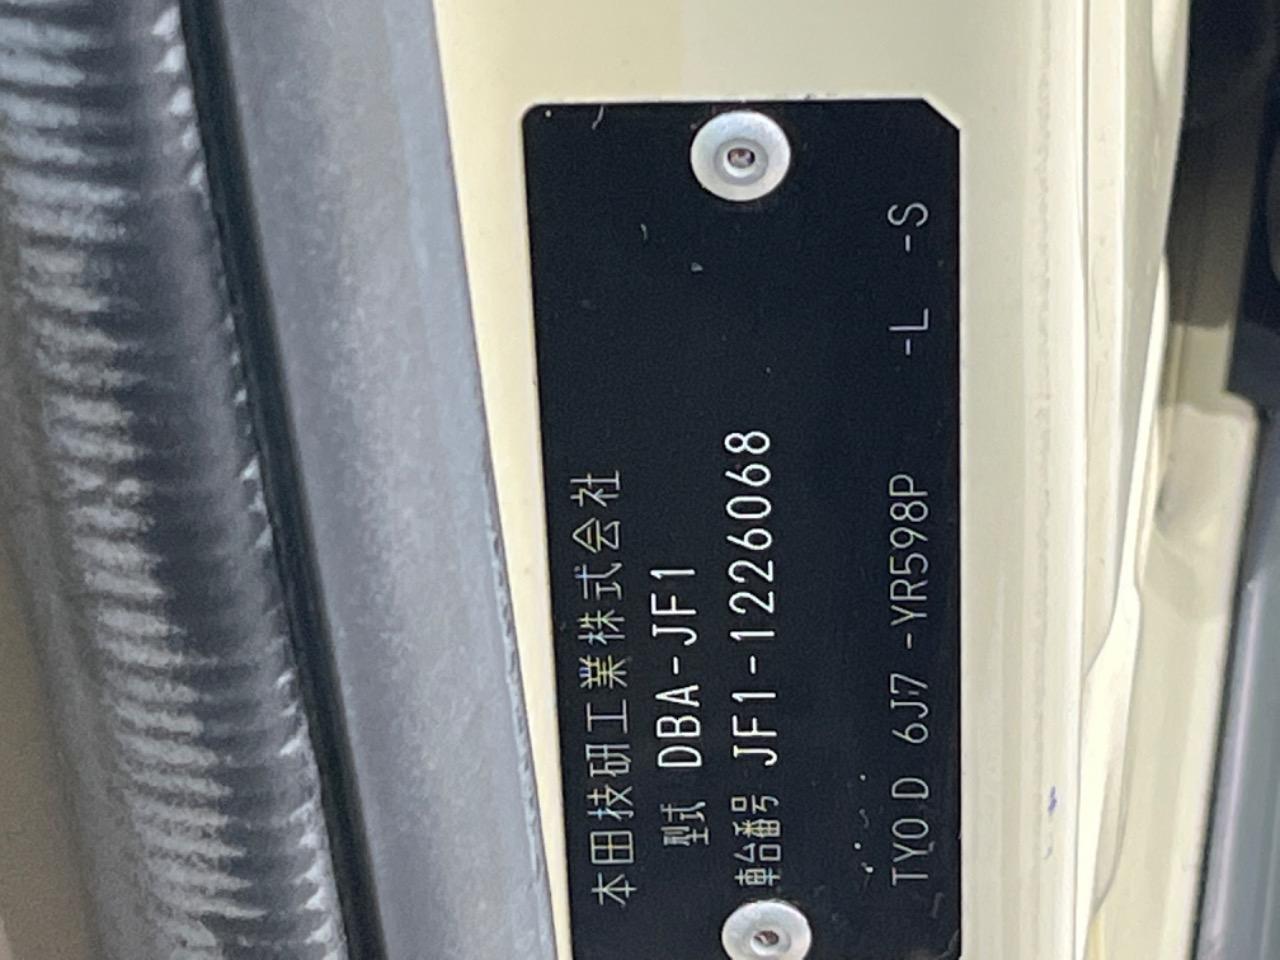 本田技研工業株式会社
型式 DBA-JF1
車台番号 JF1-1226068
TY0D 6J7 -YR598P -L -S